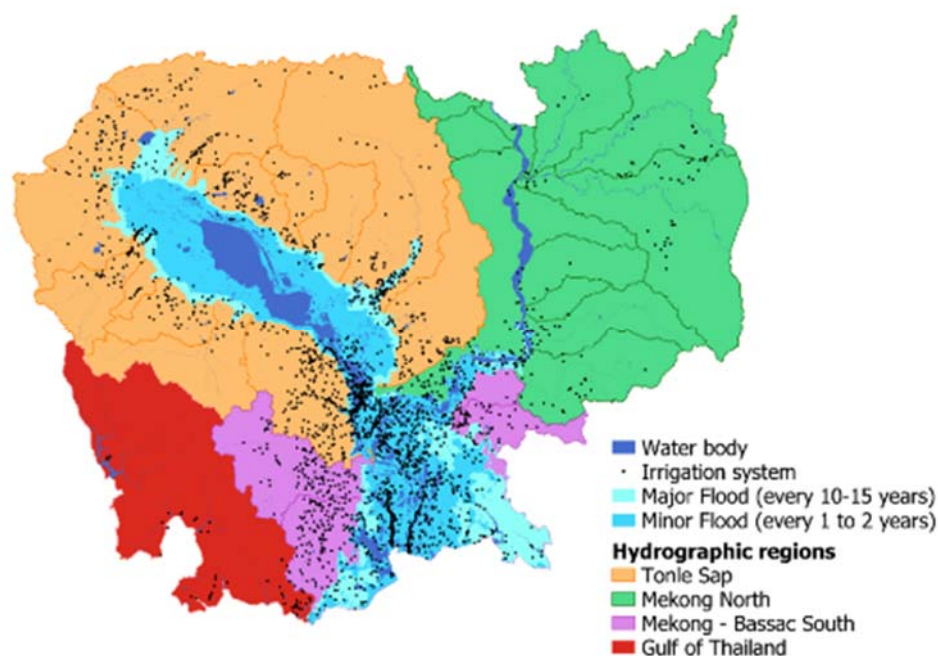 Water body
Irrigation system
Major Flood (every 10-15 years)
Minor Flood (every 1 to 2 years)
Hydrographic regions
Tonle Sap
Mekong North
Mekong - Bassac South
Gulf of Thailand